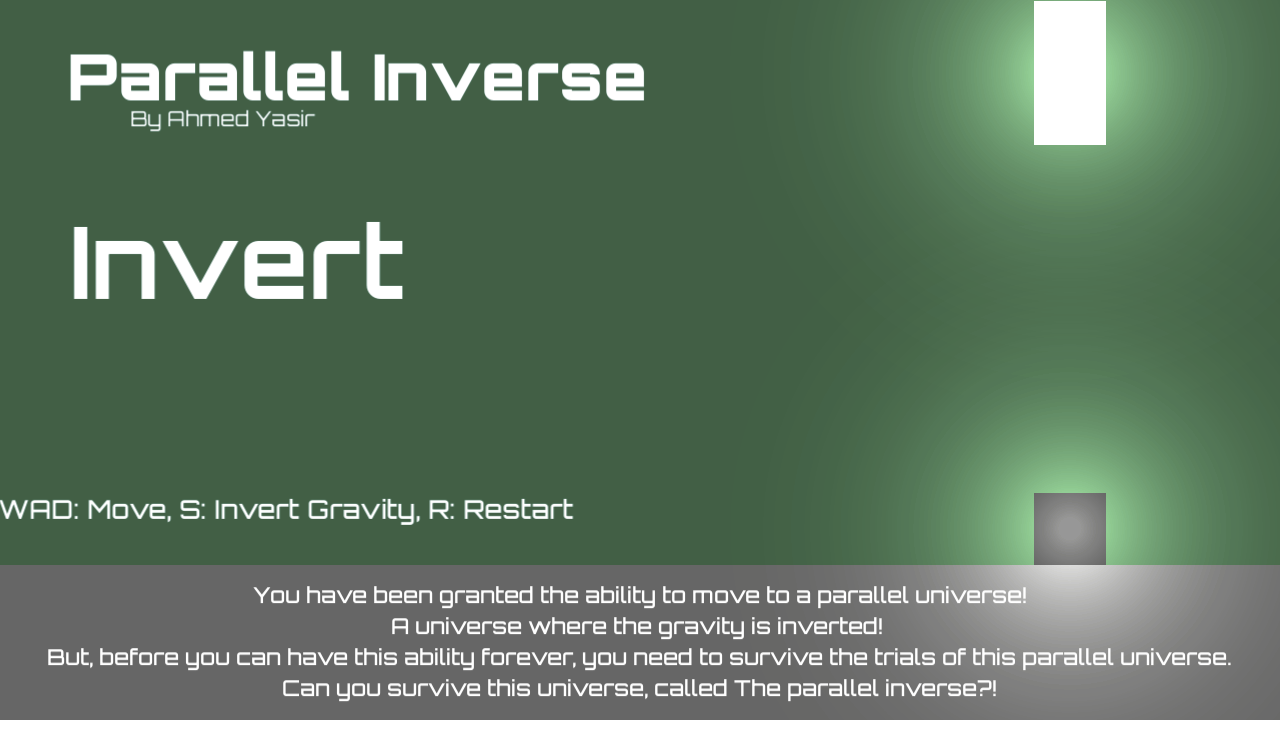 Parallel Inverse
By Ahmed Yasir
Invert
WAD: Move, S: Invert Gravity, R: Restart
You have been granted the ability to move to a parallel universe!
A universe where the gravity is inverted!
But, before you can have this ability forever, you need to survive the trials of this parallel universe.
Can you survive this universe, called The parallel inverse?!